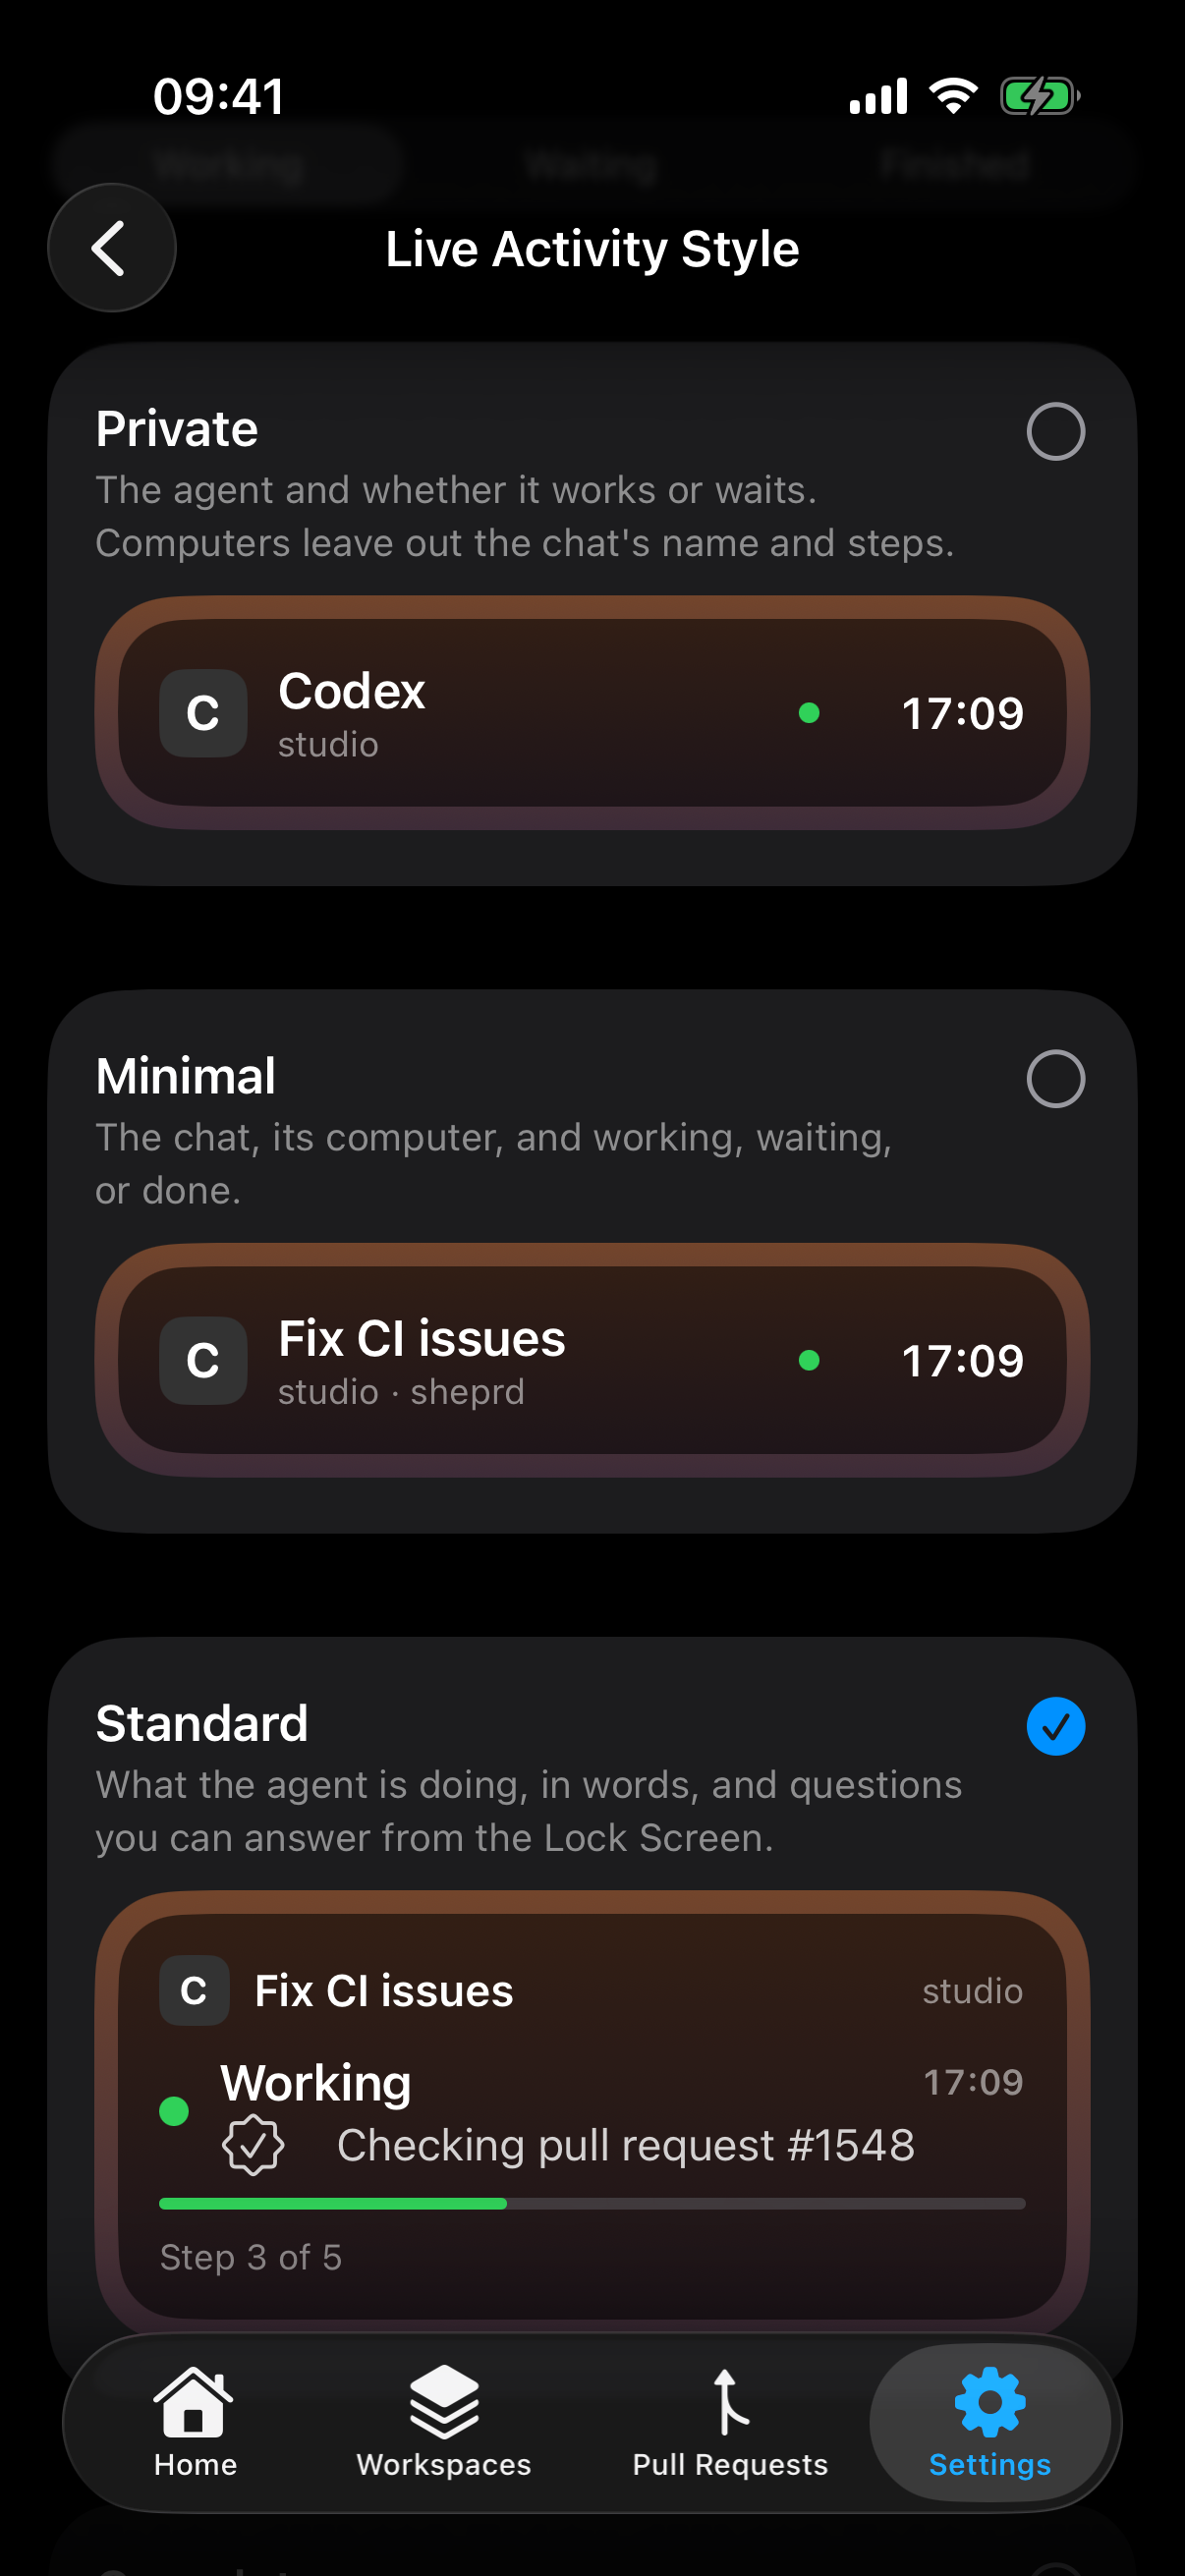 09:41
Working
Waiting
Finished
Live Activity Style
Private
The agent and whether it works or waits.
Computers leave out the chat's name and steps.
C
Codex
studio
17:09
Minimal
The chat, its computer, and working, waiting,
or done.
C
Fix CI issues
studio · sheprd
17:09
Standard
What the agent is doing, in words, and questions
you can answer from the Lock Screen.
C
Fix CI issues
studio
Working
17:09
Checking pull request #1548
Step 3 of 5
Home
Workspaces
Pull Requests
Settings